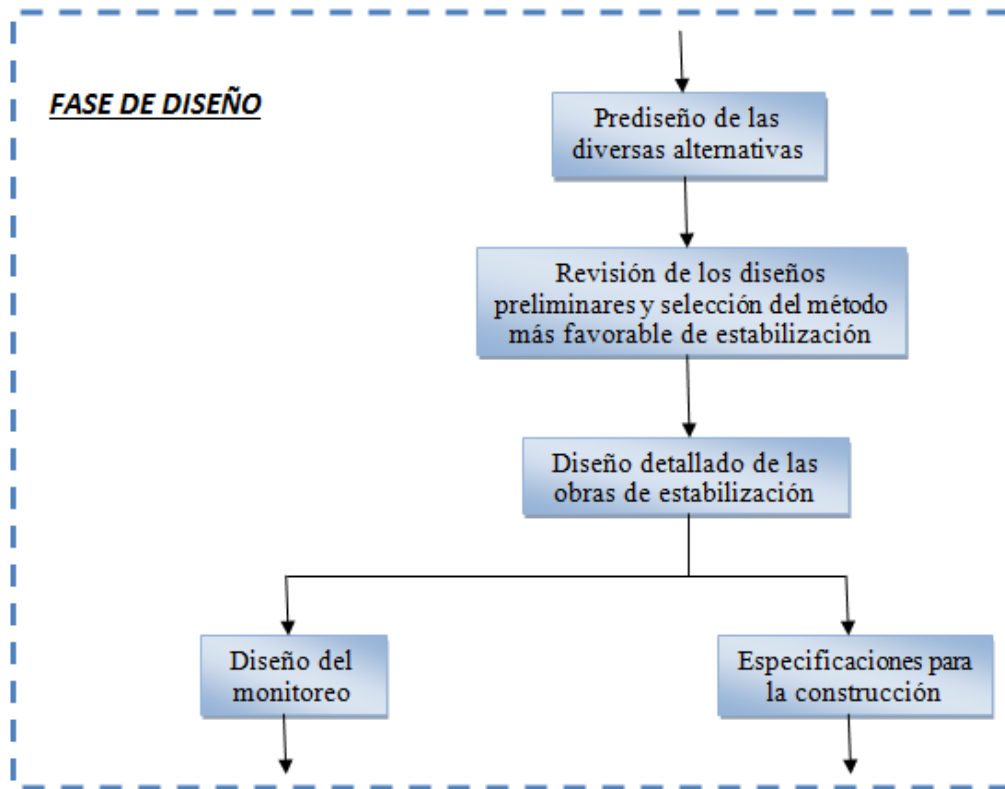 FASE DE DISEÑO
Prediseño de las
diversas alternativas
Revisión de los diseños
preliminares y selección del método
más favorable de estabilización
Diseño detallado de las
obras de estabilización
Diseño del
monitoreo
Especificaciones para
la construcción